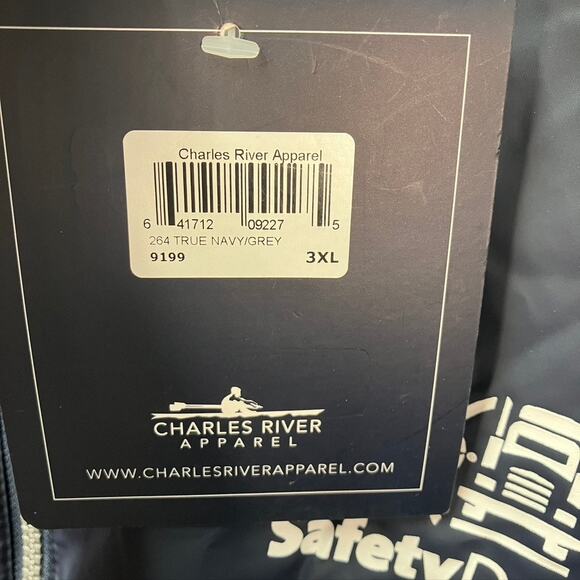 Charles River Apparel
6 41712 09227 5
264 TRUE NAVY/GREY
9199 3XL
CHARLES RIVER
APPAREL
WWW.CHARLESRIVERAPPAREL.COM
Safety